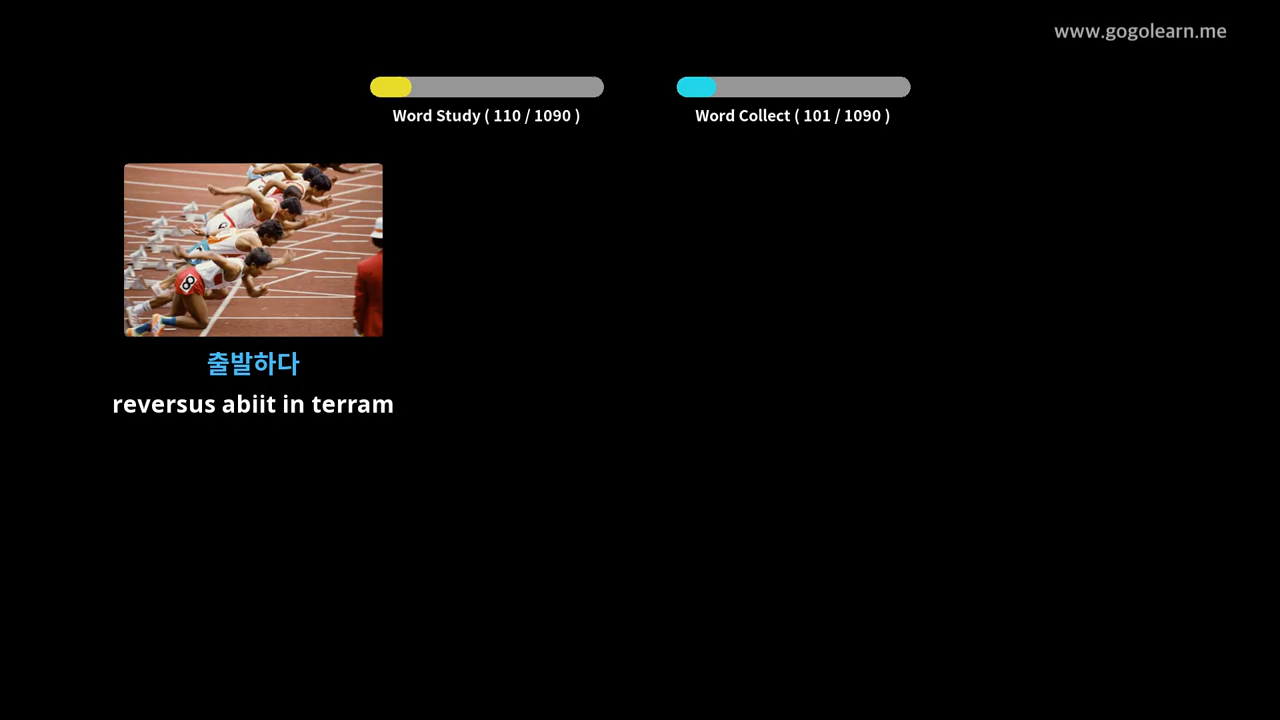 www.gogolearn.me
Word Study ( 110 / 1090 )
Word Collect ( 101 / 1090 )
8
출발하다
reversus abiit in terram